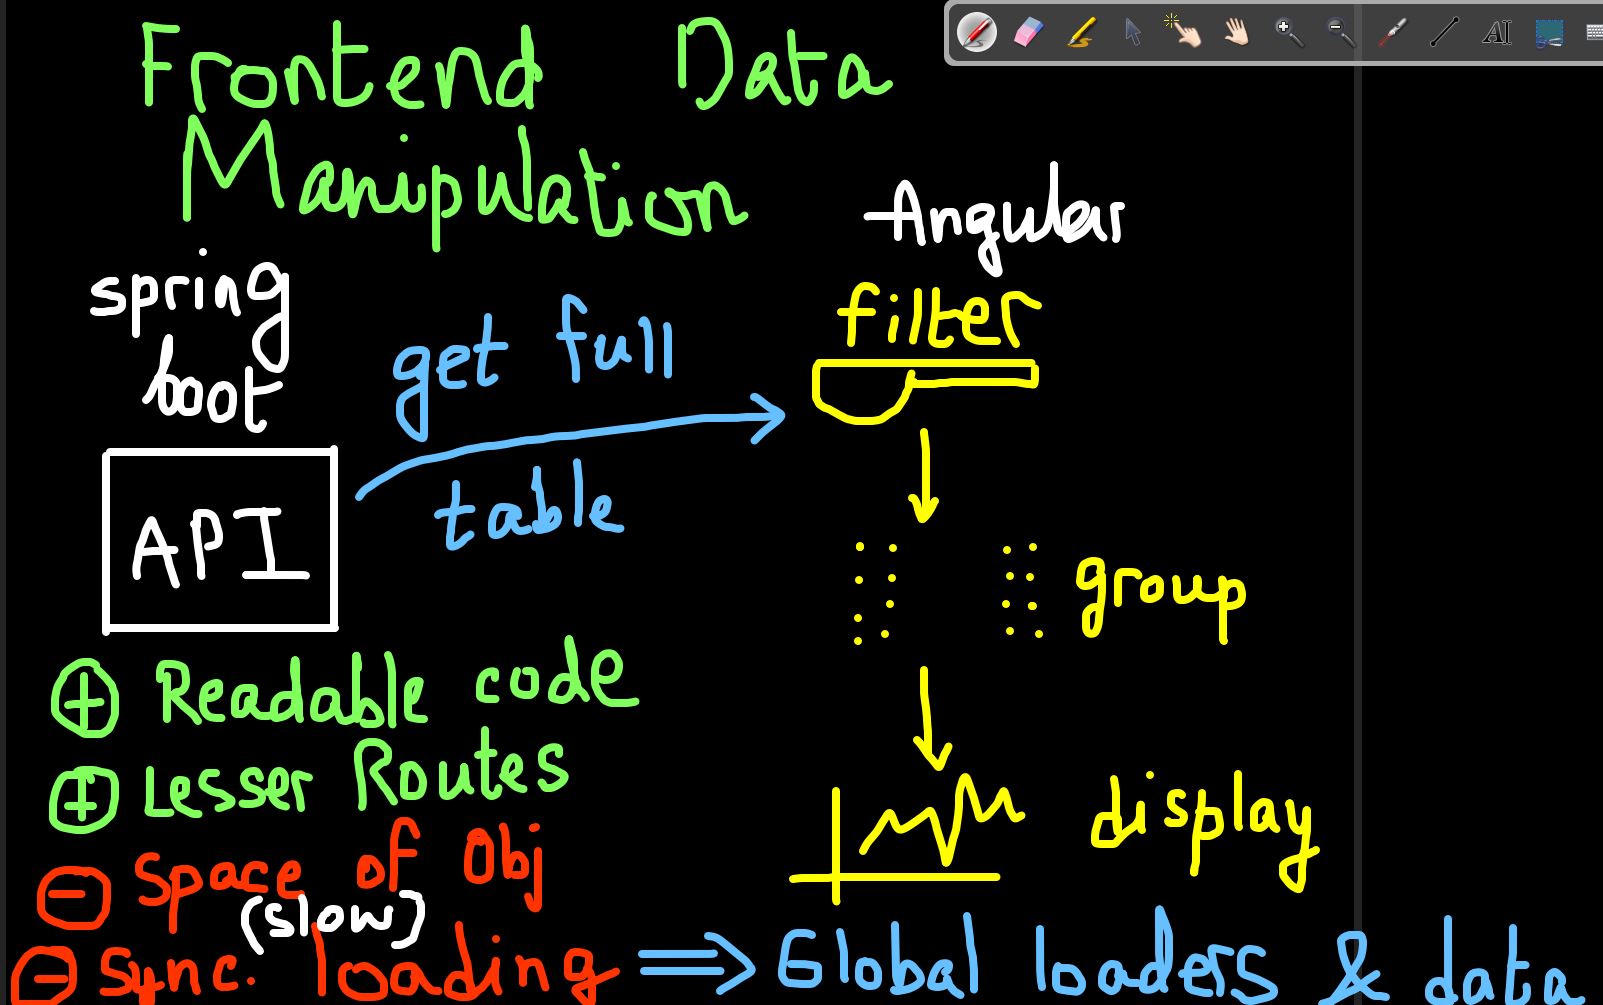 Frontend Data
Manipulation
Angular
spring
boot
API
get full
table
filter
group
display
+ Readable code
+ Lesser Routes
- Space of Obj
(slow)
- Sync. loading => Global loaders & data
AI